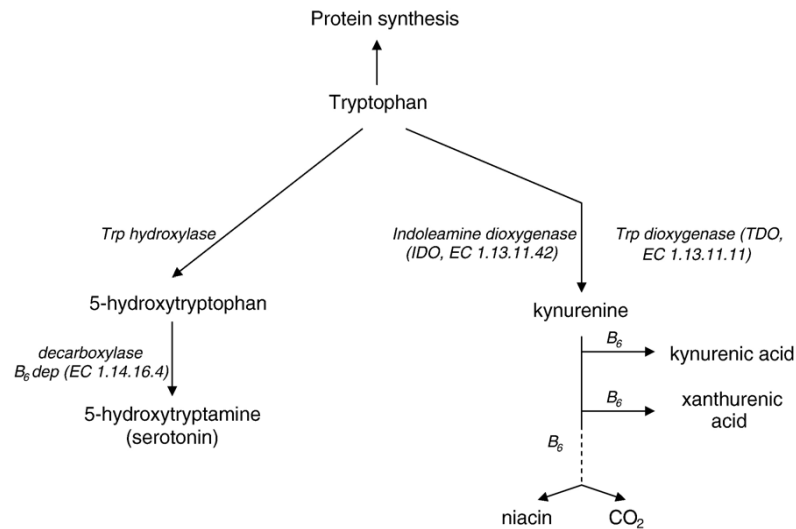 Protein synthesis
Tryptophan
Trp hydroxylase
Indoleamine dioxygenase
(IDO, EC 1.13.11.42)
Trp dioxygenase (TDO,
EC 1.13.11.11)
5-hydroxytryptophan
kynurenine
decarboxylase
B₆ dep (EC 1.14.16.4)
B₆
kynurenic acid
5-hydroxytryptamine
(serotonin)
B₆
xanthurenic
acid
B₆
niacin
CO₂